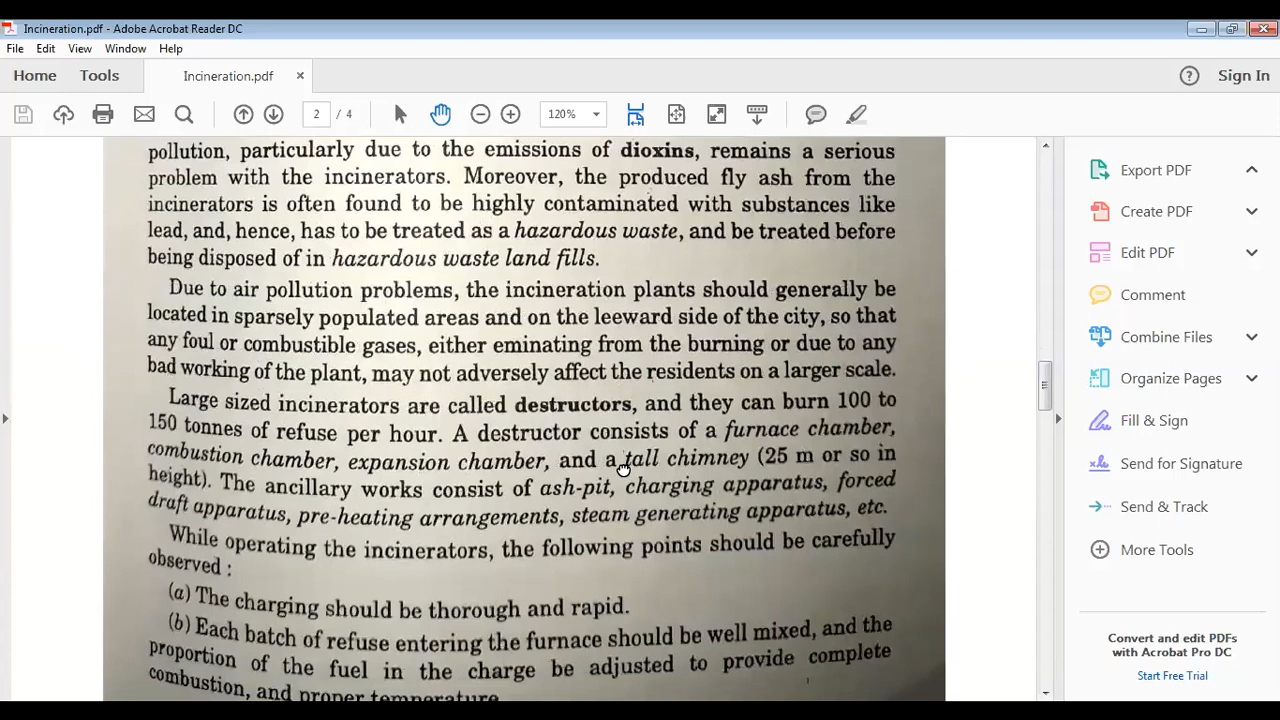 Incineration.pdf - Adobe Acrobat Reader DC
File Edit View Window Help
Home Tools Incineration.pdf × Sign In
2 / 4 120%
pollution, particularly due to the emissions of dioxins, remains a serious
problem with the incinerators. Moreover, the produced fly ash from the
incinerators is often found to be highly contaminated with substances like
lead, and, hence, has to be treated as a hazardous waste, and be treated before
being disposed of in hazardous waste land fills.
Due to air pollution problems, the incineration plants should generally be
located in sparsely populated areas and on the leeward side of the city, so that
any foul or combustible gases, either eminating from the burning or due to any
bad working of the plant, may not adversely affect the residents on a larger scale.
Large sized incinerators are called destructors, and they can burn 100 to
150 tonnes of refuse per hour. A destructor consists of a furnace chamber,
combustion chamber, expansion chamber, and a tall chimney (25 m or so in
height). The ancillary works consist of ash-pit, charging apparatus, forced
draft apparatus, pre-heating arrangements, steam generating apparatus, etc.
While operating the incinerators, the following points should be carefully
observed :
(a) The charging should be thorough and rapid.
(b) Each batch of refuse entering the furnace should be well mixed, and the
proportion of the fuel in the charge be adjusted to provide complete
combustion, and proper temperature
Export PDF
Create PDF
Edit PDF
Comment
Combine Files
Organize Pages
Fill & Sign
Send for Signature
Send & Track
More Tools
Convert and edit PDFs
with Acrobat Pro DC
Start Free Trial